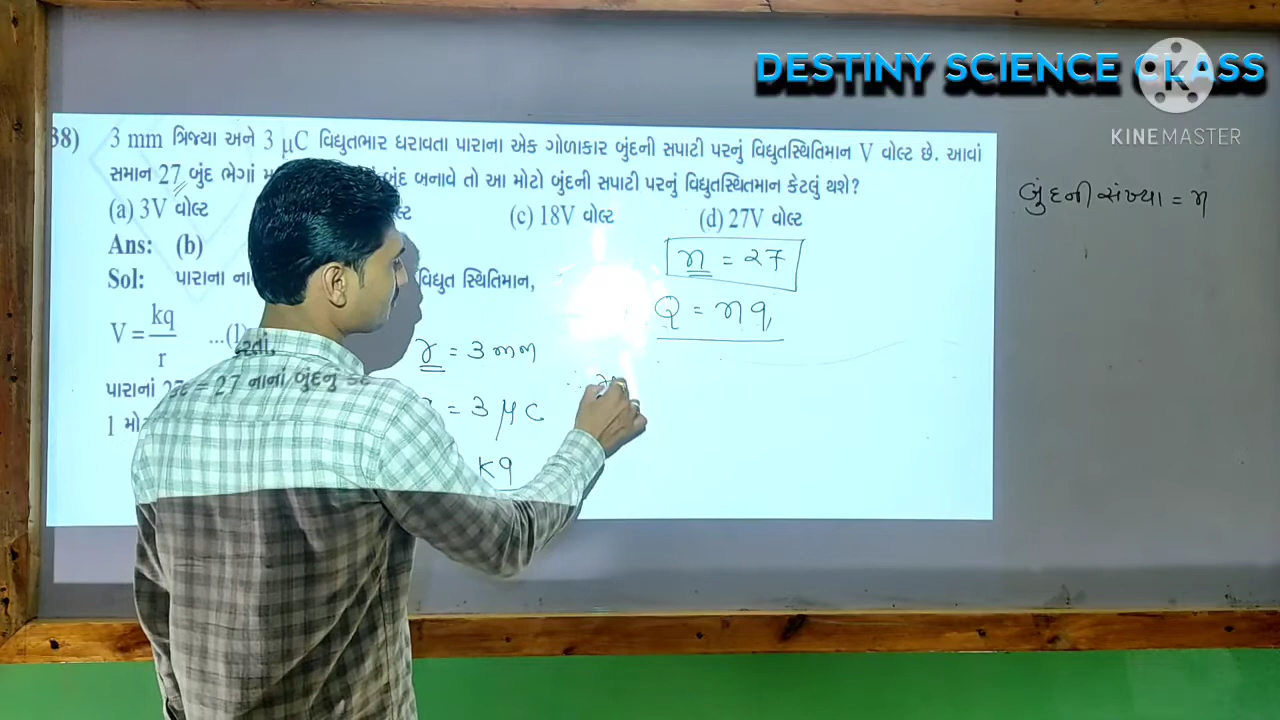 DESTINY SCIENCE CLASS
KINEMASTER
38) 3 mm ત્રિજ્યા અને 3 μC વિદ્યુતભાર ધરાવતા પારાના એક ગોળાકાર બુંદની સપાટી પરનું વિદ્યુતસ્થિતિમાન V વોલ્ટ છે. આવાં
સમાન 27 બુંદ ભેગાં બુંદ બનાવે તો આ મોટો બુંદની સપાટી પરનું વિદ્યુતસ્થિતમાન કેટલું થશે?
(a) 3V વોલ્ટ (c) 18V વોલ્ટ (d) 27V વોલ્ટ
Ans: (b)
Sol: પારાના વિદ્યુત સ્થિતિમાન,
V = kq / r ...(1)
પારાનાં = 27 નાનાં બુંદનું
1
બુંદની સંખ્યા = n
n = 27
Q = nq
r = 3 mm
= 3 μC
kq